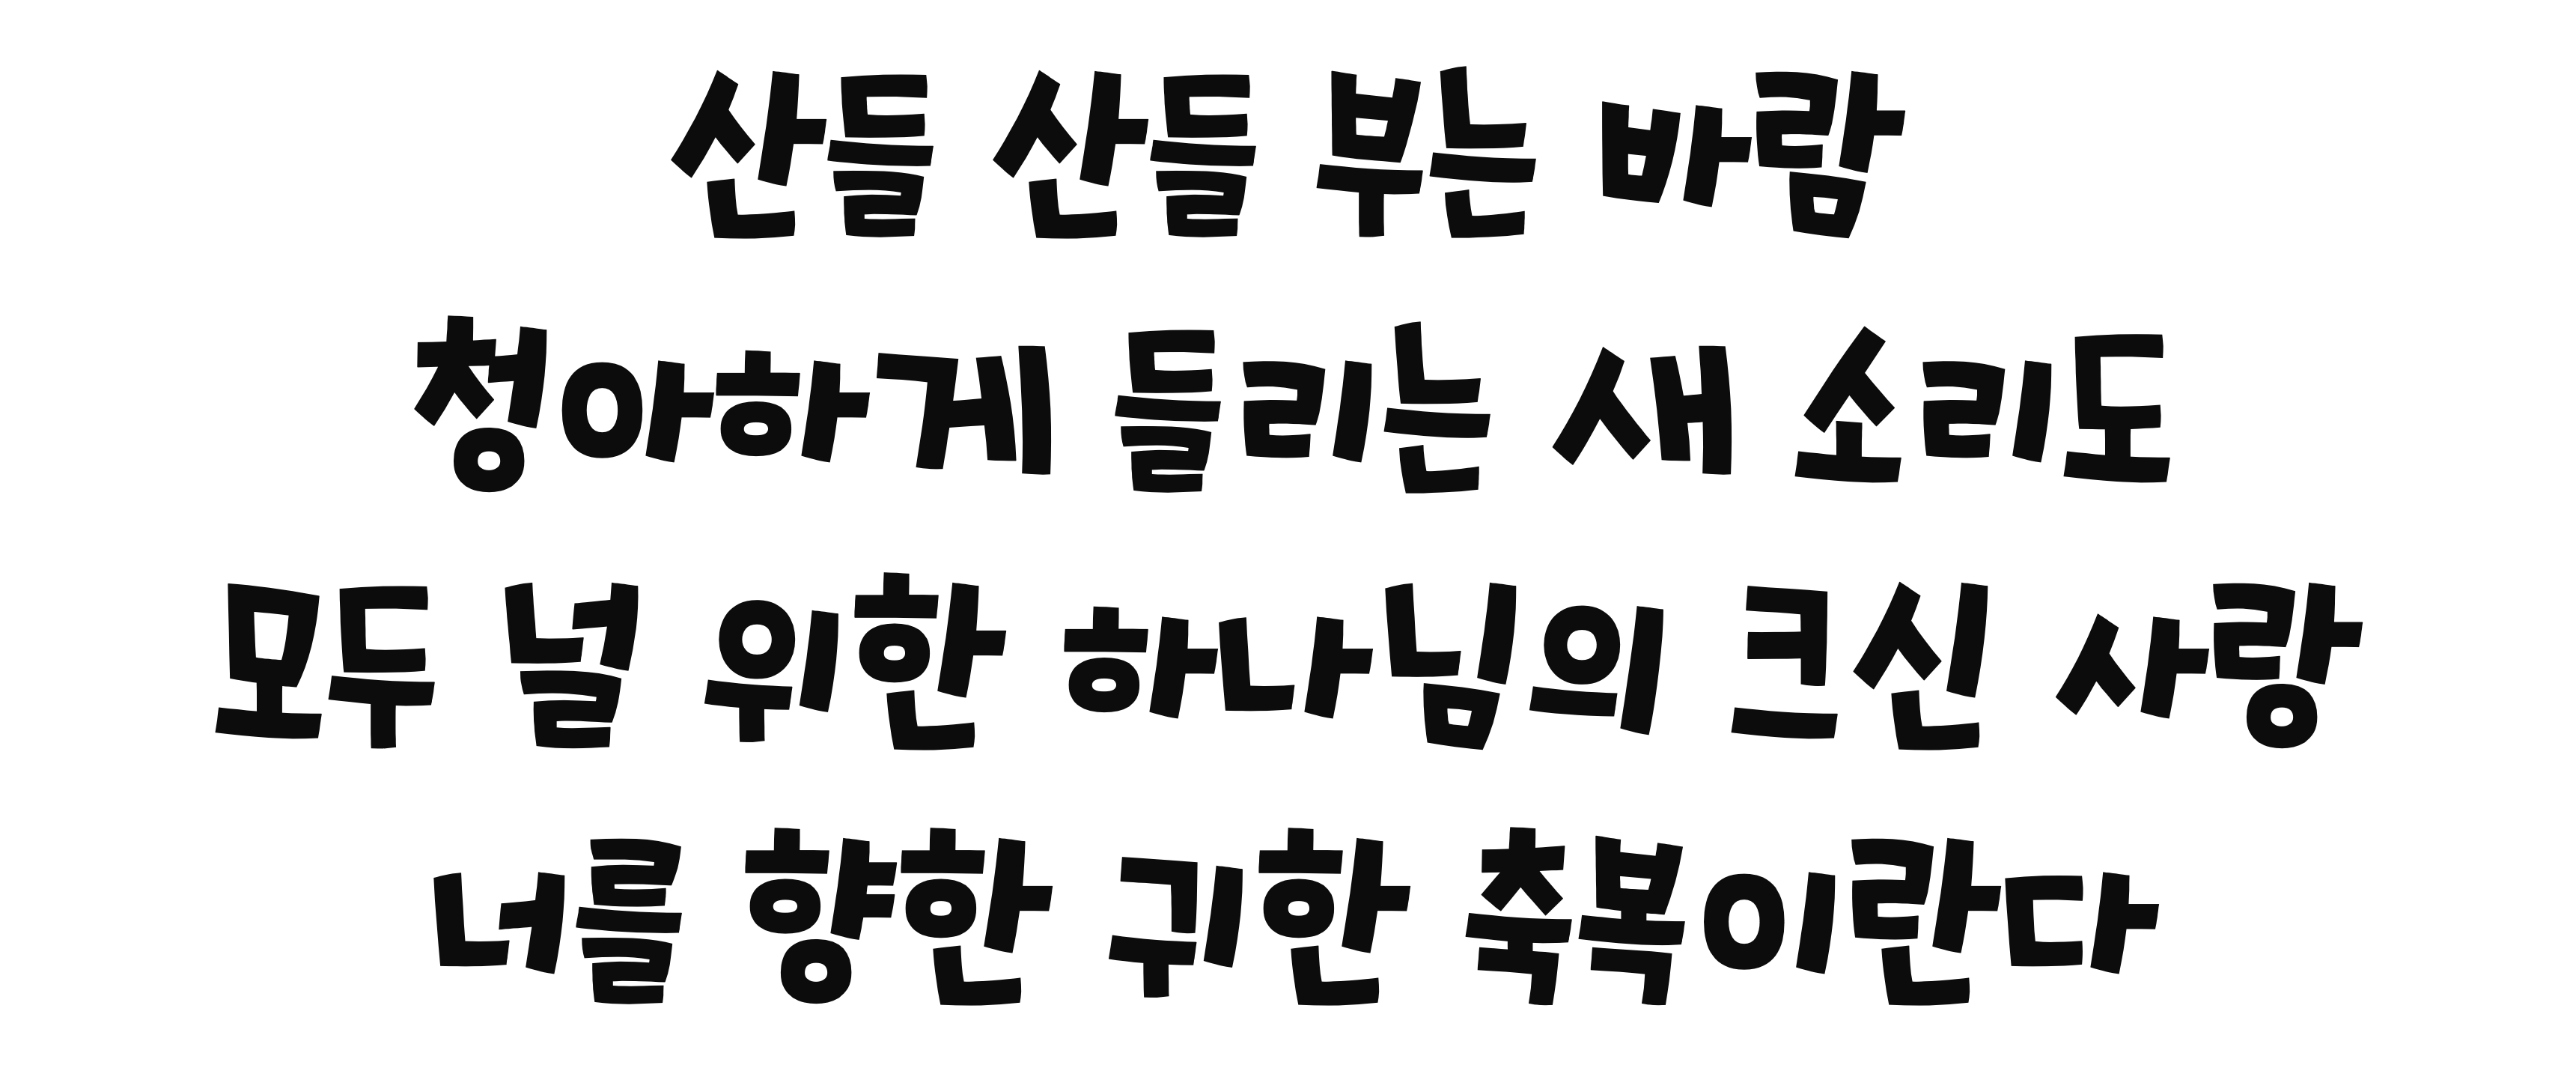 산들 산들 부는 바람
청아하게 들리는 새 소리도
모두 널 위한 하나님의 크신 사랑
너를 향한 귀한 축복이란다